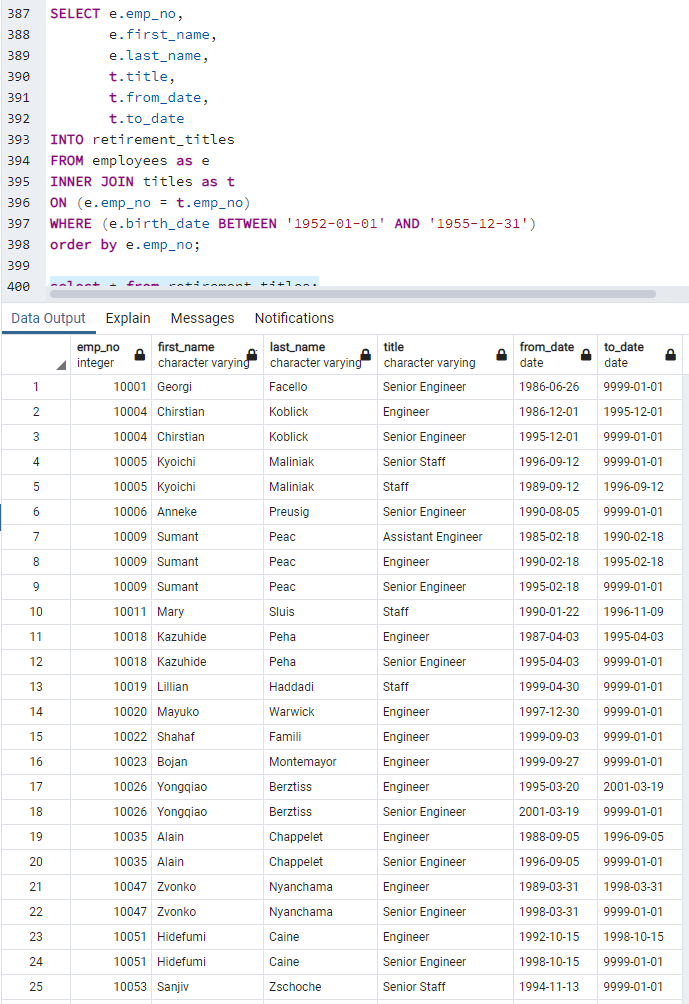 387 SELECT e.emp_no,
388 e.first_name,
389 e.last_name,
390 t.title,
391 t.from_date,
392 t.to_date
393 INTO retirement_titles
394 FROM employees as e
395 INNER JOIN titles as t
396 ON (e.emp_no = t.emp_no)
397 WHERE (e.birth_date BETWEEN '1952-01-01' AND '1955-12-31')
398 order by e.emp_no;
399
400 select * from retirement_titles;
Data Output Explain Messages Notifications
emp_no first_name last_name title from_date to_date
integer character varying character varying character varying date date
1 10001 Georgi Facello Senior Engineer 1986-06-26 9999-01-01
2 10004 Chirstian Koblick Engineer 1986-12-01 1995-12-01
3 10004 Chirstian Koblick Senior Engineer 1995-12-01 9999-01-01
4 10005 Kyoichi Maliniak Senior Staff 1996-09-12 9999-01-01
5 10005 Kyoichi Maliniak Staff 1989-09-12 1996-09-12
6 10006 Anneke Preusig Senior Engineer 1990-08-05 9999-01-01
7 10009 Sumant Peac Assistant Engineer 1985-02-18 1990-02-18
8 10009 Sumant Peac Engineer 1990-02-18 1995-02-18
9 10009 Sumant Peac Senior Engineer 1995-02-18 9999-01-01
10 10011 Mary Sluis Staff 1990-01-22 1996-11-09
11 10018 Kazuhide Peha Engineer 1987-04-03 1995-04-03
12 10018 Kazuhide Peha Senior Engineer 1995-04-03 9999-01-01
13 10019 Lillian Haddadi Staff 1999-04-30 9999-01-01
14 10020 Mayuko Warwick Engineer 1997-12-30 9999-01-01
15 10022 Shahaf Famili Engineer 1999-09-03 9999-01-01
16 10023 Bojan Montemayor Engineer 1999-09-27 9999-01-01
17 10026 Yongqiao Berztiss Engineer 1995-03-20 2001-03-19
18 10026 Yongqiao Berztiss Senior Engineer 2001-03-19 9999-01-01
19 10035 Alain Chappelet Engineer 1988-09-05 1996-09-05
20 10035 Alain Chappelet Senior Engineer 1996-09-05 9999-01-01
21 10047 Zvonko Nyanchama Engineer 1989-03-31 1998-03-31
22 10047 Zvonko Nyanchama Senior Engineer 1998-03-31 9999-01-01
23 10051 Hidefumi Caine Engineer 1992-10-15 1998-10-15
24 10051 Hidefumi Caine Senior Engineer 1998-10-15 9999-01-01
25 10053 Sanjiv Zschoche Senior Staff 1994-11-13 9999-01-01